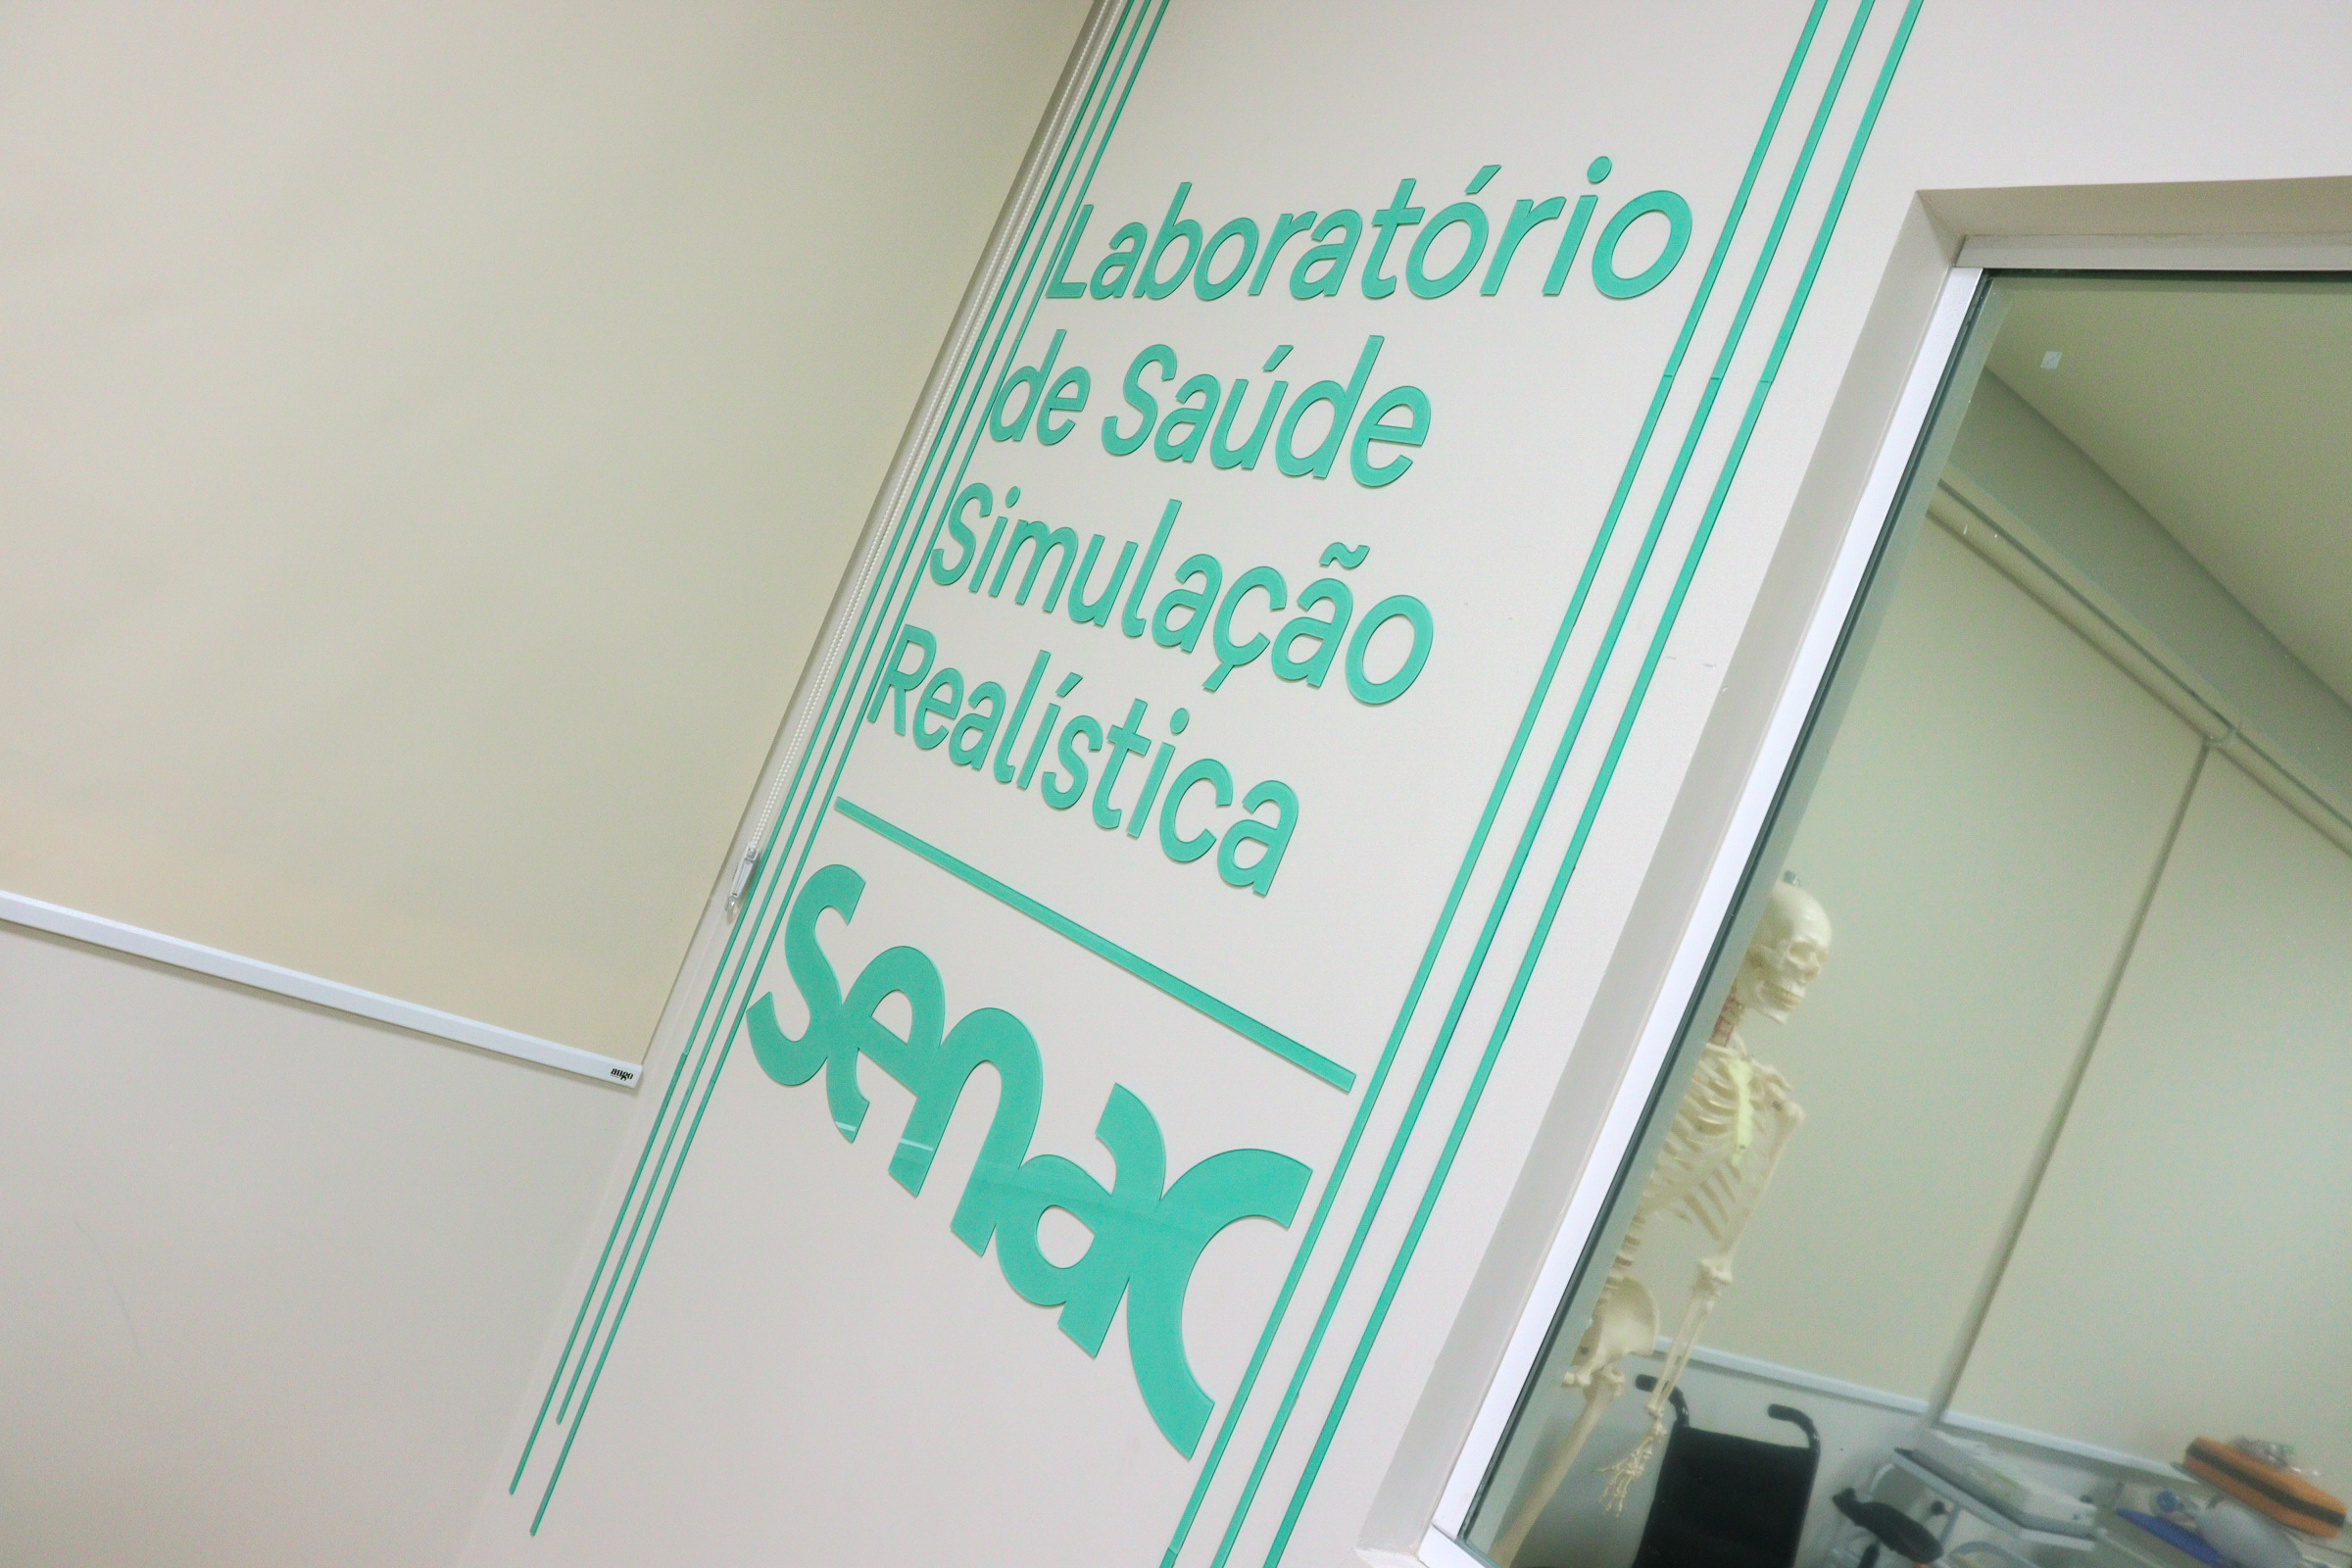 Laboratório
de Saúde
Simulação
Realística
senac